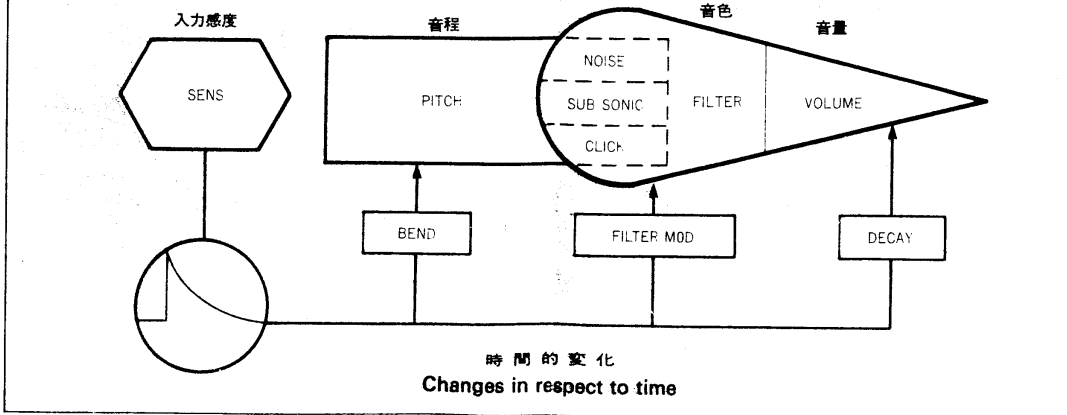 入力感度
音程
音色
音量
SENS
PITCH
NOISE
SUB SONIC
CLICK
FILTER
VOLUME
BEND
FILTER MOD
DECAY
時間的変化
Changes in respect to time